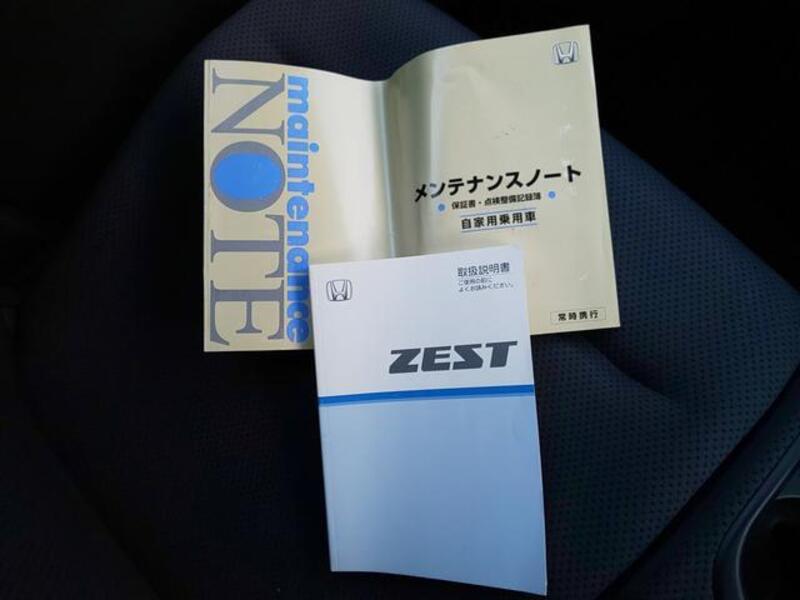 maintenance
NOTE
メンテナンスノート
保証書・点検整備記録簿
自家用乗用車
常時携行
取扱説明書
ご使用の前に
よくお読みください。
ZEST